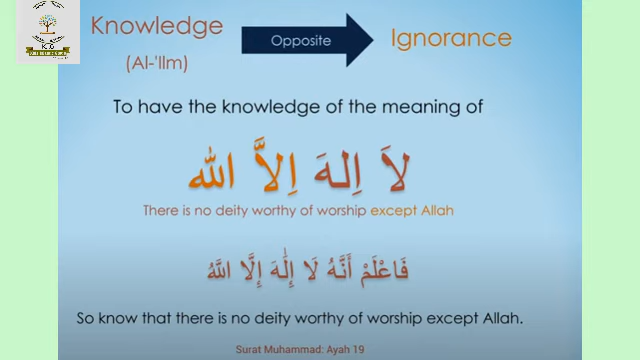 Knowledge
Opposite
Ignorance
(Al-'Ilm)
To have the knowledge of the meaning of
لاَ اِلهَ اِلاَّ الله
There is no deity worthy of worship except Allah
فَاعْلَمْ أَنَّهُ لَا إِلَٰهَ إِلَّا اللَّهُ
So know that there is no deity worthy of worship except Allah.
Surat Muhammad: Ayah 19